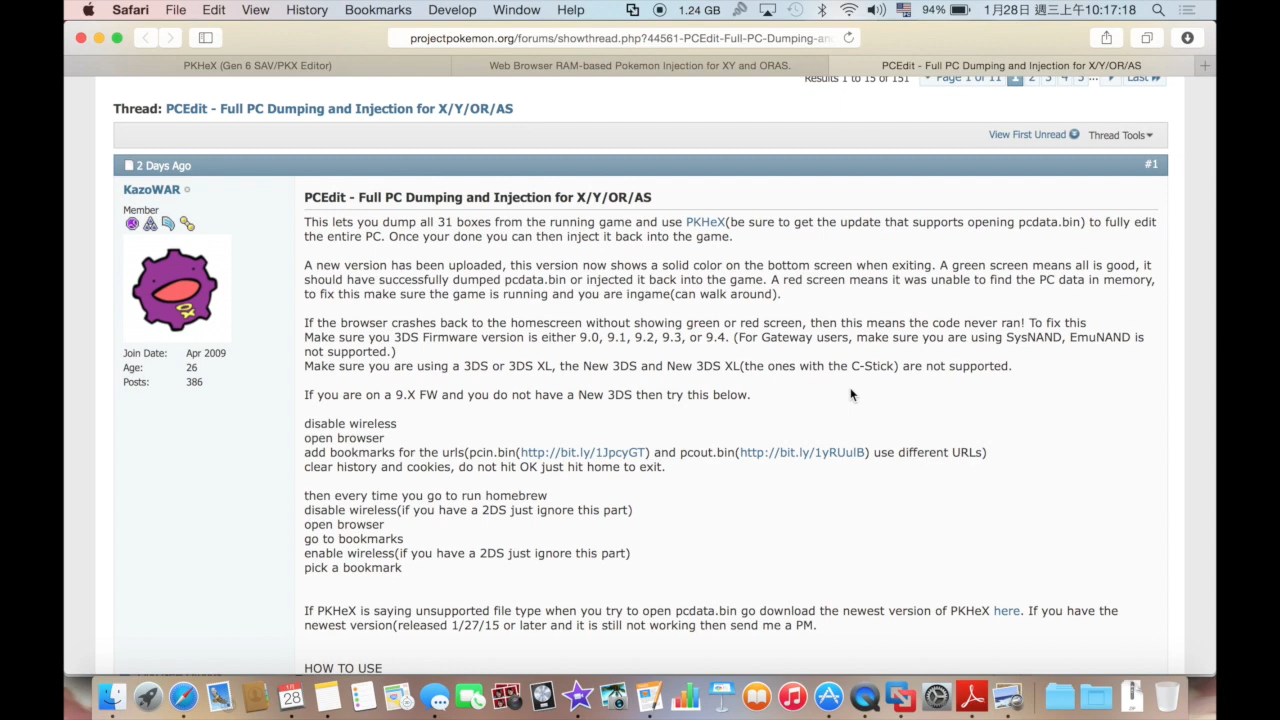 Safari File Edit View History Bookmarks Develop Window Help 1.24 GB 94% 1月28日 週三上午10:17:18
projectpokemon.org/forums/showthread.php?44561-PCEdit-Full-PC-Dumping-an
PKHeX (Gen 6 SAV/PKX Editor) Web Browser RAM-based Pokemon Injection for XY and ORAS. PCEdit - Full PC Dumping and Injection for X/Y/OR/AS
Results 1 to 15 of 151 Page 1 of 11 1 2 3 4 5 ... Last
Thread: PCEdit - Full PC Dumping and Injection for X/Y/OR/AS
View First Unread Thread Tools
2 Days Ago #1
KazoWAR
Member
Join Date: Apr 2009
Age: 26
Posts: 386
PCEdit - Full PC Dumping and Injection for X/Y/OR/AS
This lets you dump all 31 boxes from the running game and use PKHeX(be sure to get the update that supports opening pcdata.bin) to fully edit
the entire PC. Once your done you can then inject it back into the game.
A new version has been uploaded, this version now shows a solid color on the bottom screen when exiting. A green screen means all is good, it
should have successfully dumped pcdata.bin or injected it back into the game. A red screen means it was unable to find the PC data in memory,
to fix this make sure the game is running and you are ingame(can walk around).
If the browser crashes back to the homescreen without showing green or red screen, then this means the code never ran! To fix this
Make sure you 3DS Firmware version is either 9.0, 9.1, 9.2, 9.3, or 9.4. (For Gateway users, make sure you are using SysNAND, EmuNAND is
not supported.)
Make sure you are using a 3DS or 3DS XL, the New 3DS and New 3DS XL(the ones with the C-Stick) are not supported.
If you are on a 9.X FW and you do not have a New 3DS then try this below.
disable wireless
open browser
add bookmarks for the urls(pcin.bin(http://bit.ly/1JpcyGT) and pcout.bin(http://bit.ly/1yRUulB) use different URLs)
clear history and cookies, do not hit OK just hit home to exit.
then every time you go to run homebrew
disable wireless(if you have a 2DS just ignore this part)
open browser
go to bookmarks
enable wireless(if you have a 2DS just ignore this part)
pick a bookmark
If PKHeX is saying unsupported file type when you try to open pcdata.bin go download the newest version of PKHeX here. If you have the
newest version(released 1/27/15 or later and it is still not working then send me a PM.
HOW TO USE
28